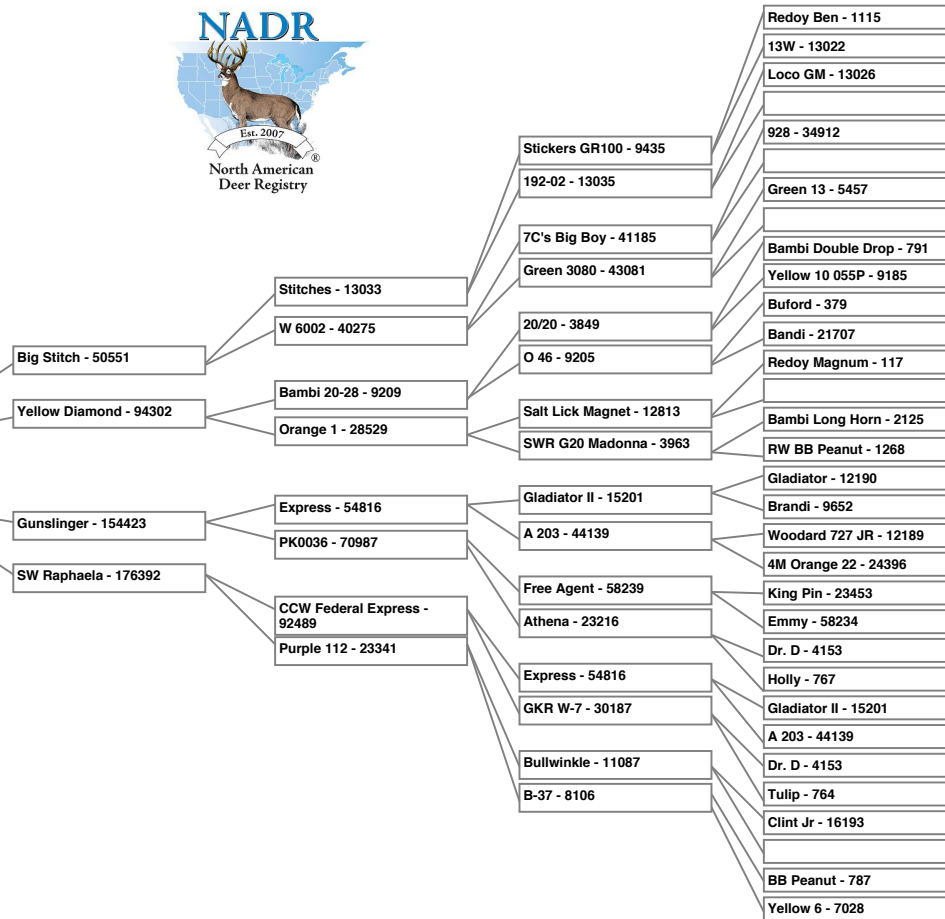 NADR
Est. 2007
®
North American
Deer Registry
Big Stitch - 50551
Yellow Diamond - 94302
Gunslinger - 154423
SW Raphaela - 176392
Stitches - 13033
W 6002 - 40275
Bambi 20-28 - 9209
Orange 1 - 28529
Express - 54816
PK0036 - 70987
CCW Federal Express -
92489
Purple 112 - 23341
Stickers GR100 - 9435
192-02 - 13035
7C's Big Boy - 41185
Green 3080 - 43081
20/20 - 3849
O 46 - 9205
Salt Lick Magnet - 12813
SWR G20 Madonna - 3963
Gladiator II - 15201
A 203 - 44139
Free Agent - 58239
Athena - 23216
Express - 54816
GKR W-7 - 30187
Bullwinkle - 11087
B-37 - 8106
Redoy Ben - 1115
13W - 13022
Loco GM - 13026
928 - 34912
Green 13 - 5457
Bambi Double Drop - 791
Yellow 10 055P - 9185
Buford - 379
Bandi - 21707
Redoy Magnum - 117
Bambi Long Horn - 2125
RW BB Peanut - 1268
Gladiator - 12190
Brandi - 9652
Woodard 727 JR - 12189
4M Orange 22 - 24396
King Pin - 23453
Emmy - 58234
Dr. D - 4153
Holly - 767
Gladiator II - 15201
A 203 - 44139
Dr. D - 4153
Tulip - 764
Clint Jr - 16193
BB Peanut - 787
Yellow 6 - 7028